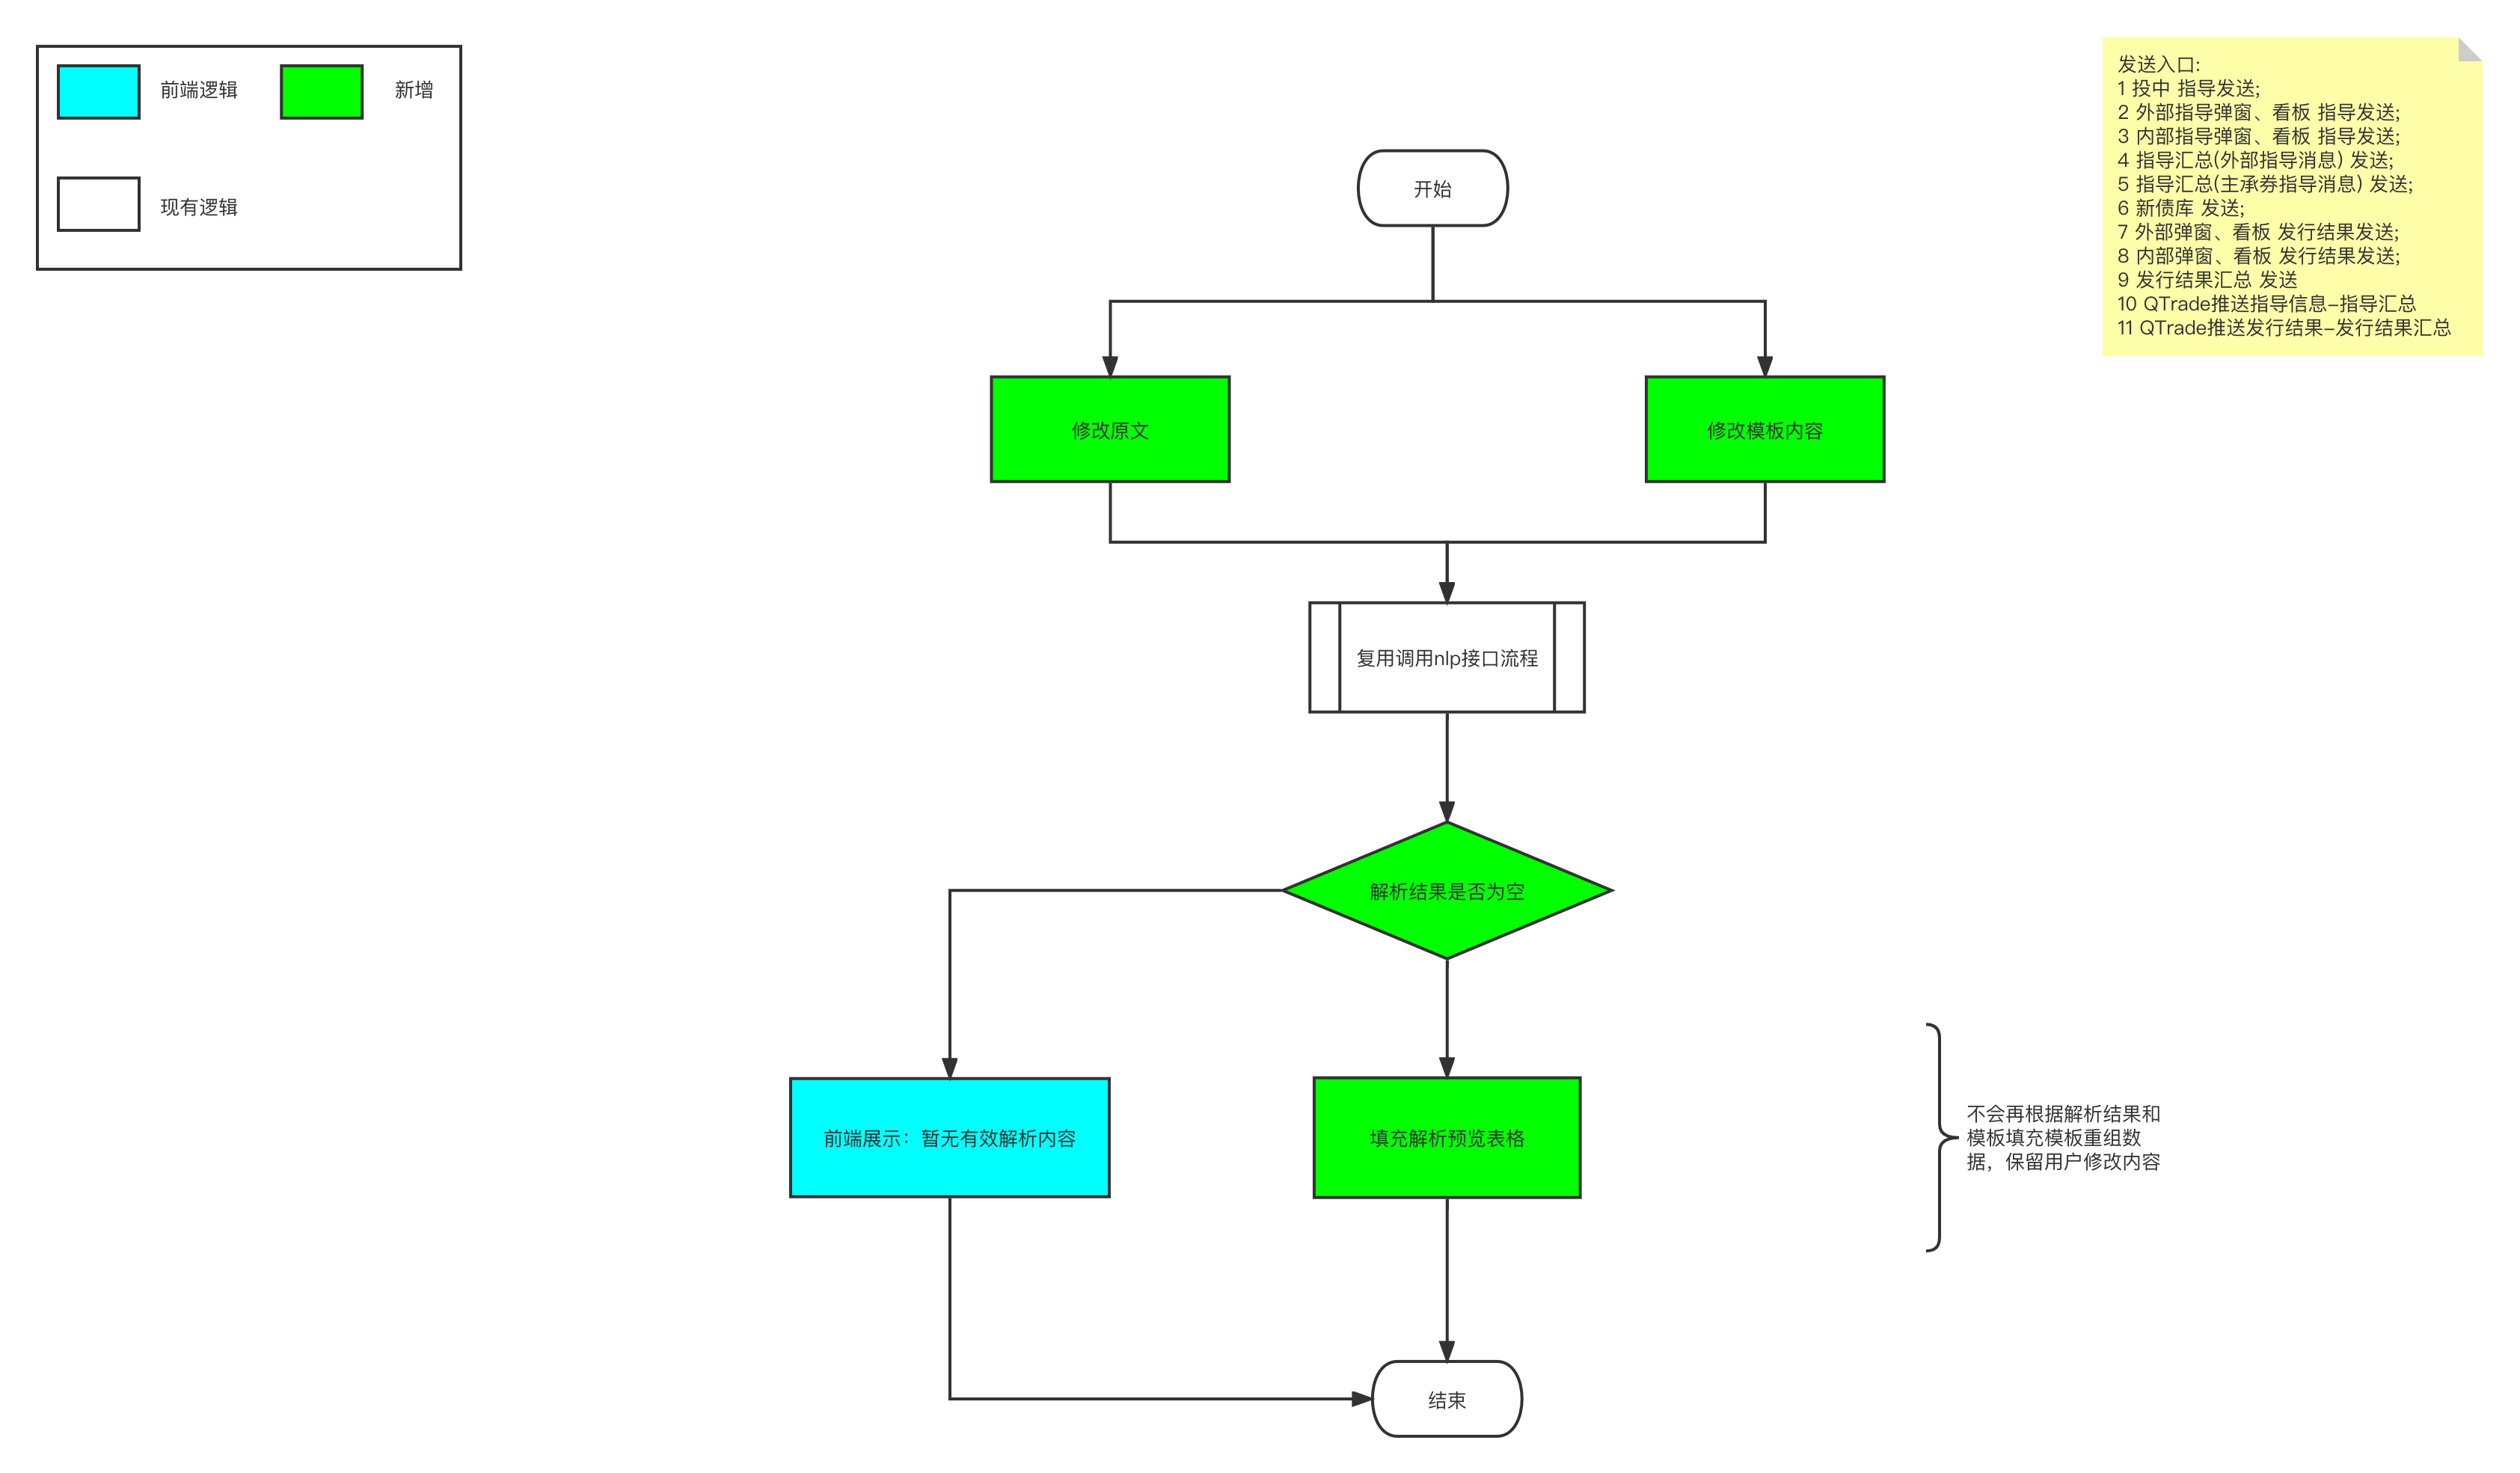 前端逻辑
新增
现有逻辑
发送入口:
1 投中 指导发送;
2 外部指导弹窗、看板 指导发送;
3 内部指导弹窗、看板 指导发送;
4 指导汇总(外部指导消息) 发送;
5 指导汇总(主承券指导消息) 发送;
6 新债库 发送;
7 外部弹窗、看板 发行结果发送;
8 内部弹窗、看板 发行结果发送;
9 发行结果汇总 发送
10 QTrade推送指导信息-指导汇总
11 QTrade推送发行结果-发行结果汇总
开始
修改原文
修改模板内容
复用调用nlp接口流程
解析结果是否为空
前端展示：暂无有效解析内容
填充解析预览表格
不会再根据解析结果和
模板填充模板重组数
据，保留用户修改内容
结束